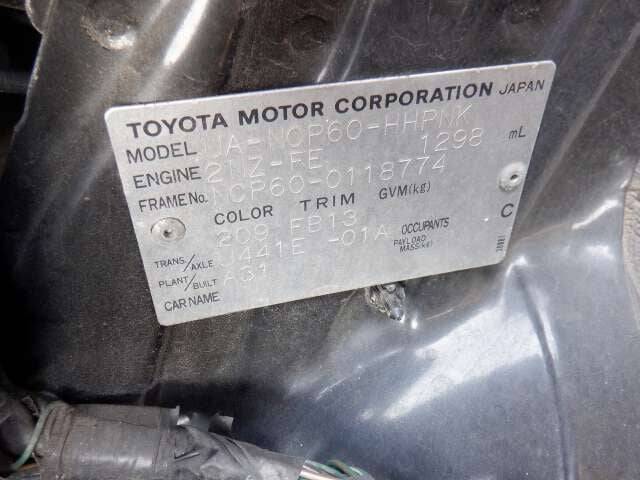 TOYOTA MOTOR CORPORATION JAPAN
MODEL UA-NCP60-HHPNK
ENGINE 2NZ-FE 1298 mL
FRAME No. NCP60-0118774
COLOR TRIM GVM(kg)
209 FB13
TRANS/AXLE U441E -01A OCCUPANTS
PAYLOAD MASS(kg)
PLANT/BUILT A31
CAR NAME
C